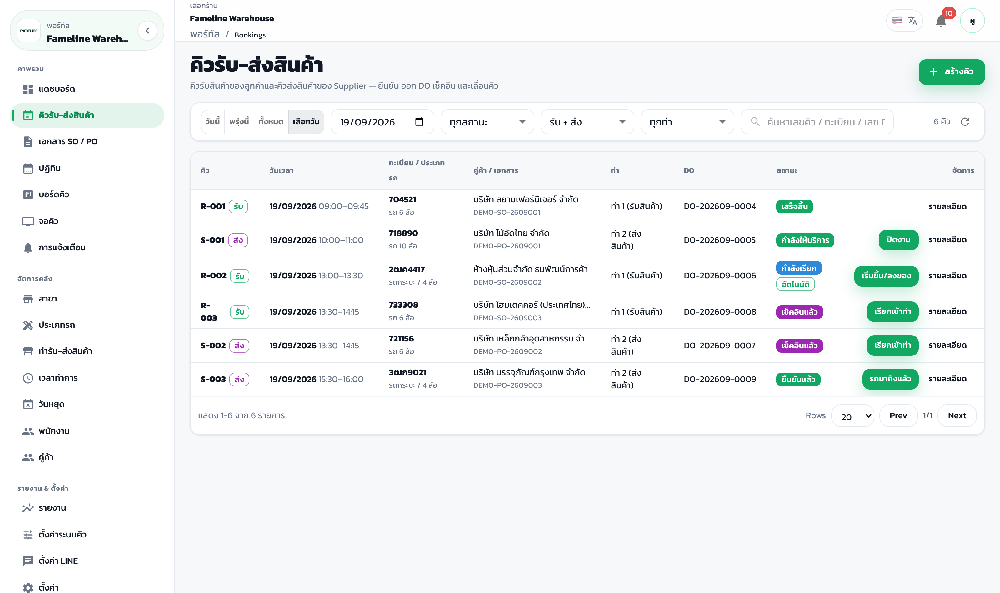 FAMELINE
พอร์ทัล
Fameline Wareh...
ภาพรวม
แดชบอร์ด
คิวรับ-ส่งสินค้า
เอกสาร SO / PO
ปฏิทิน
บอร์ดคิว
จอคิว
การแจ้งเตือน
จัดการคลัง
สาขา
ประเภทรถ
ท่ารับ-ส่งสินค้า
เวลาทำการ
วันหยุด
พนักงาน
คู่ค้า
รายงาน & ตั้งค่า
รายงาน
ตั้งค่าระบบคิว
ตั้งค่า LINE
ตั้งค่า
เลือกร้าน
Fameline Warehouse
พอร์ทัล / Bookings
10
ผู
คิวรับ-ส่งสินค้า
คิวรับสินค้าของลูกค้าและคิวส่งสินค้าของ Supplier — ยืนยัน ออก DO เช็คอิน และเลื่อนคิว
+ สร้างคิว
วันนี้ พรุ่งนี้ ทั้งหมด เลือกวัน 19/09/2026 ทุกสถานะ รับ + ส่ง ทุกท่า ค้นหาเลขคิว / ทะเบียน / เลข D 6 คิว
คิว วันเวลา ทะเบียน / ประเภท
รถ คู่ค้า / เอกสาร ท่า DO สถานะ จัดการ
R-001 รับ 19/09/2026 09:00–09:45 704521 บริษัท สยามเฟอร์นิเจอร์ จำกัด ท่า 1 (รับสินค้า) DO-202609-0004 เสร็จสิ้น รายละเอียด
รถ 6 ล้อ DEMO-SO-2609001
S-001 ส่ง 19/09/2026 10:00–11:00 718890 บริษัท ไม้อัดไทย จำกัด ท่า 2 (ส่ง DO-202609-0005 กำลังให้บริการ ปิดงาน รายละเอียด
รถ 10 ล้อ DEMO-PO-2609001 สินค้า)
R-002 รับ 19/09/2026 13:00–13:30 2ฒค4417 ห้างหุ้นส่วนจำกัด ธนพัฒน์การค้า ท่า 1 (รับสินค้า) DO-202609-0006 กำลังเรียก เริ่มขึ้น/ลงของ รายละเอียด
รถกระบะ / 4 ล้อ DEMO-SO-2609002 อัตโนมัติ
R- รับ 19/09/2026 13:30–14:15 733308 บริษัท โฮมเดคคอร์ (ประเทศไทย)... ท่า 1 (รับสินค้า) DO-202609-0008 เช็คอินแล้ว เรียกเข้าท่า รายละเอียด
003 รถ 6 ล้อ DEMO-SO-2609003
S-002 ส่ง 19/09/2026 13:30–14:15 721156 บริษัท เหล็กกล้าอุตสาหกรรม จำ... ท่า 2 (ส่ง DO-202609-0007 เช็คอินแล้ว เรียกเข้าท่า รายละเอียด
รถ 6 ล้อ DEMO-PO-2609002 สินค้า)
S-003 ส่ง 19/09/2026 15:30–16:00 3ฒก9021 บริษัท บรรจุภัณฑ์กรุงเทพ จำกัด ท่า 2 (ส่ง DO-202609-0009 ยืนยันแล้ว รถมาถึงแล้ว รายละเอียด
รถกระบะ / 4 ล้อ DEMO-PO-2609003 สินค้า)
แสดง 1-6 จาก 6 รายการ Rows 20 Prev 1/1 Next